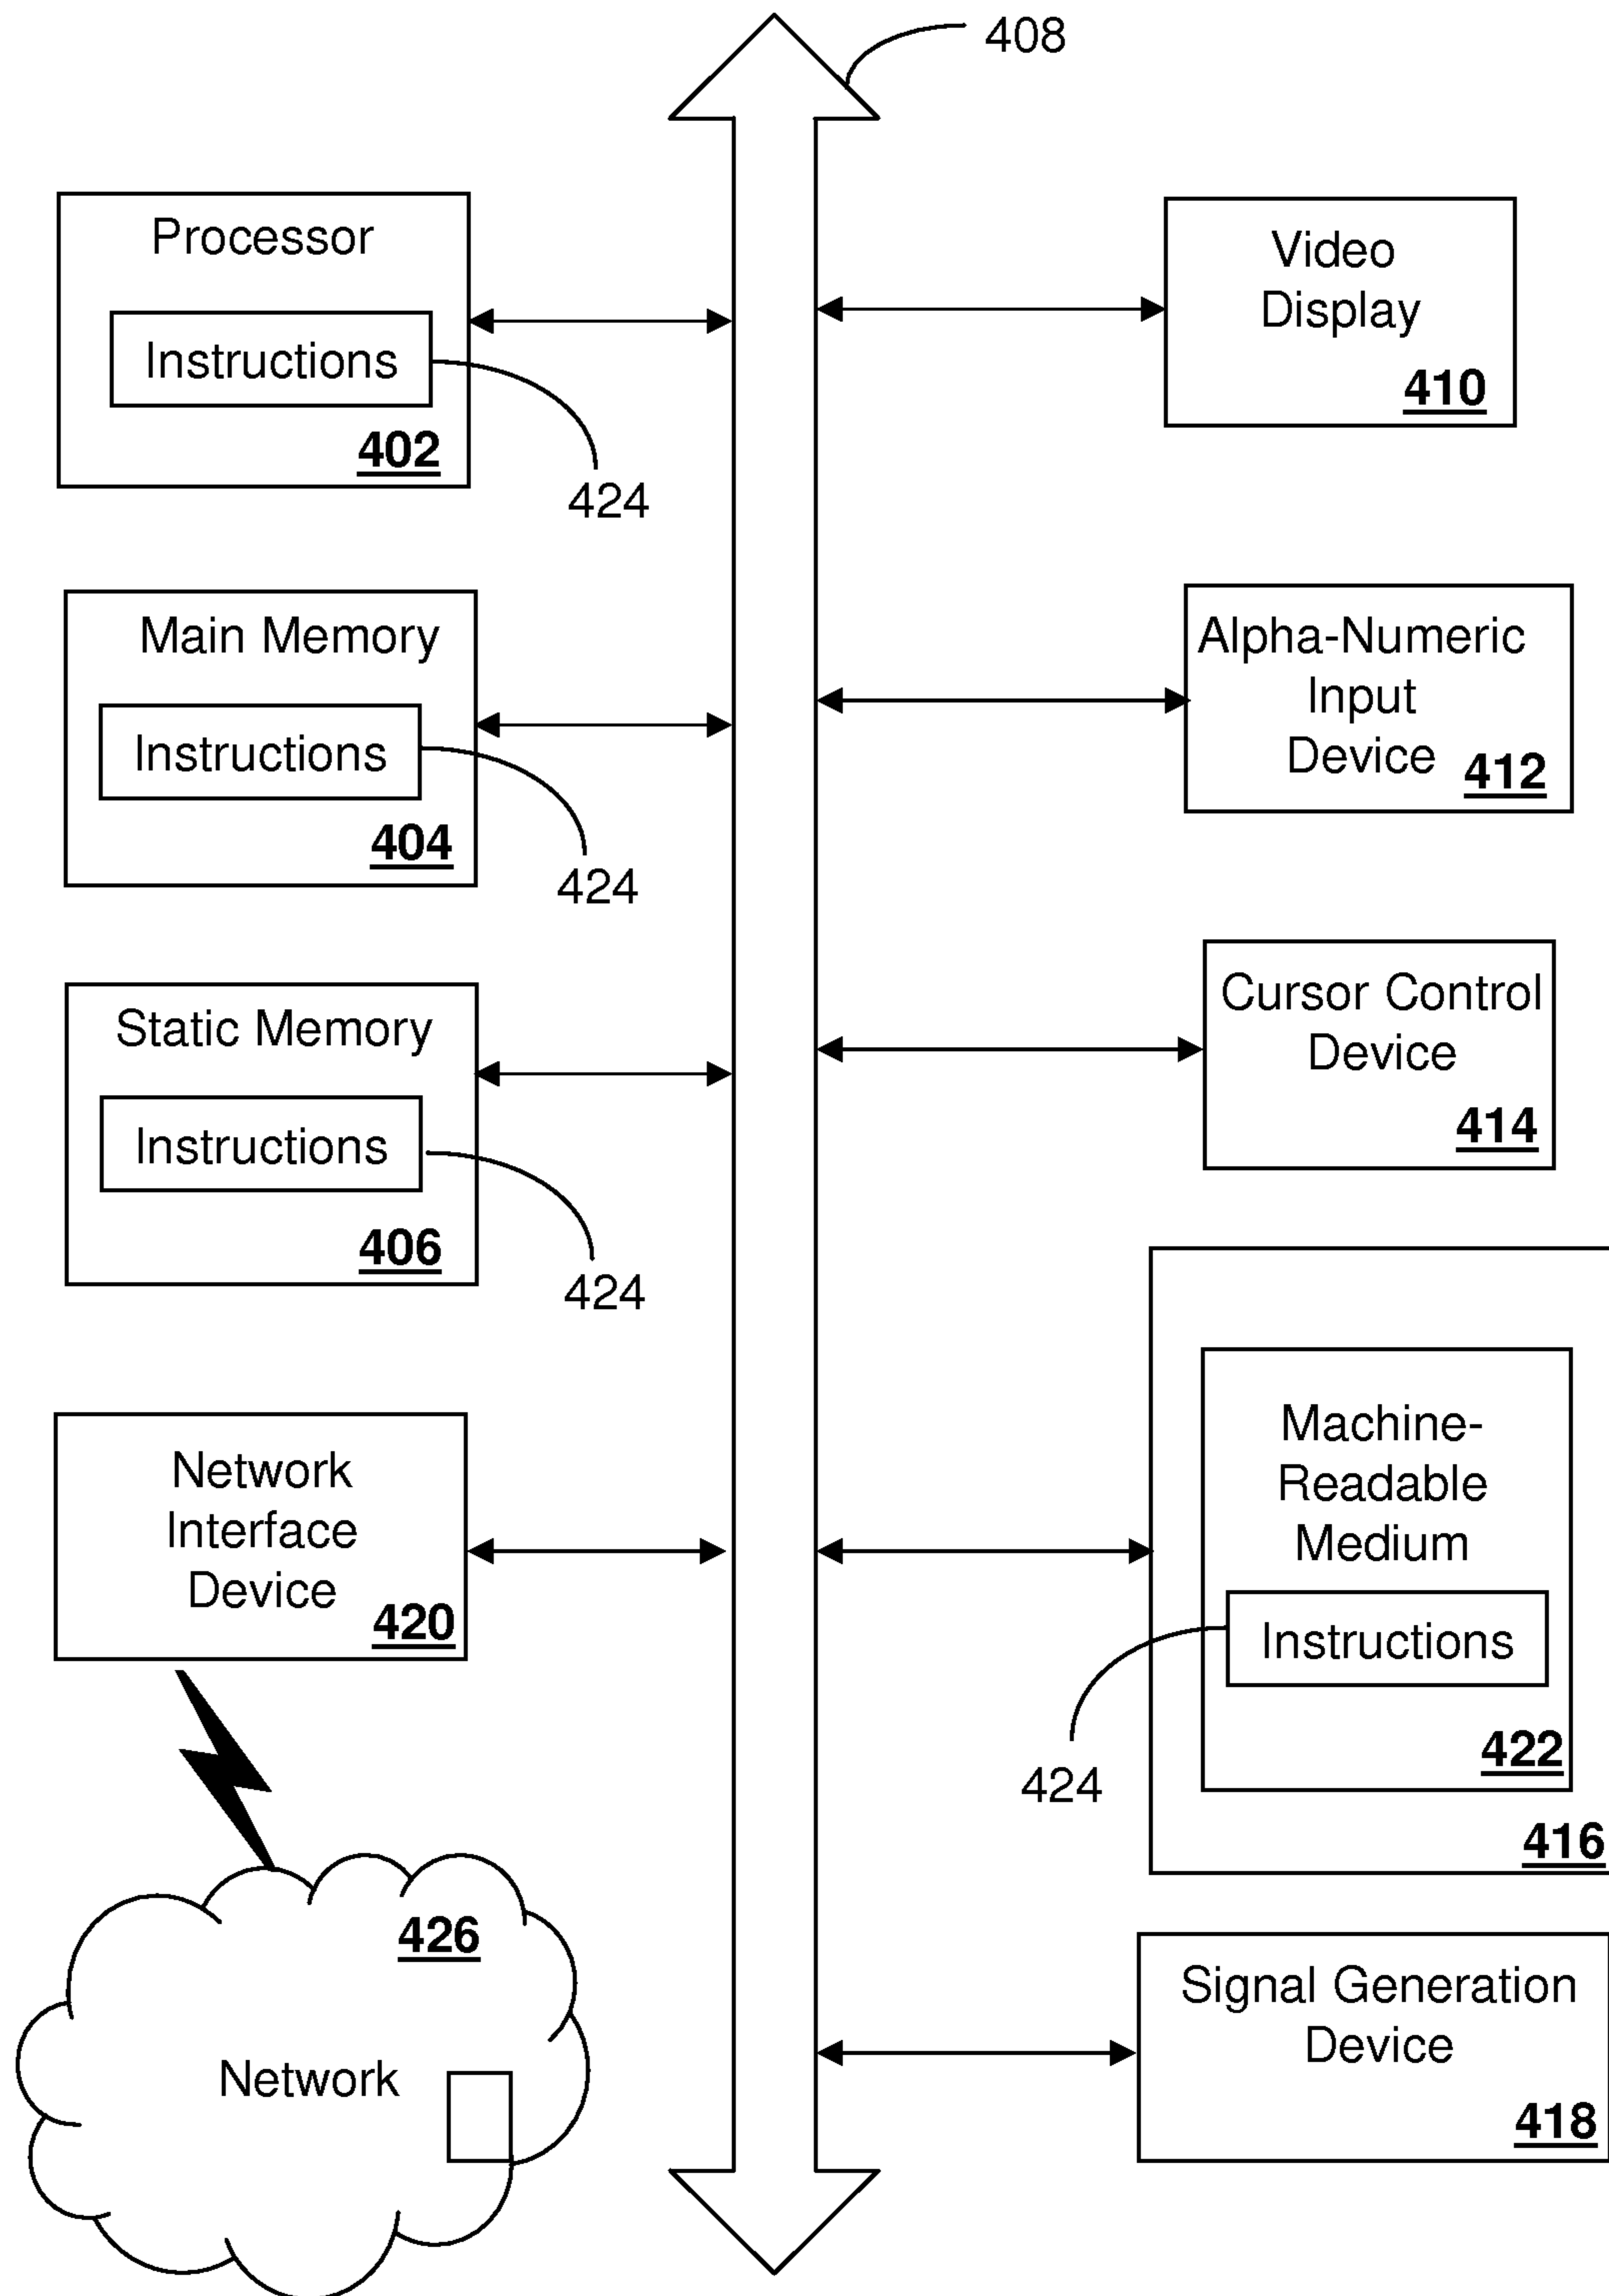 408
Processor
Instructions
402
424
Main Memory
Instructions
404
424
Static Memory
Instructions
406
424
Network
Interface
Device
420
426
Network
Video
Display
410
Alpha-Numeric
Input
Device
412
Cursor Control
Device
414
Machine-
Readable
Medium
Instructions
422
424
416
Signal Generation
Device
418